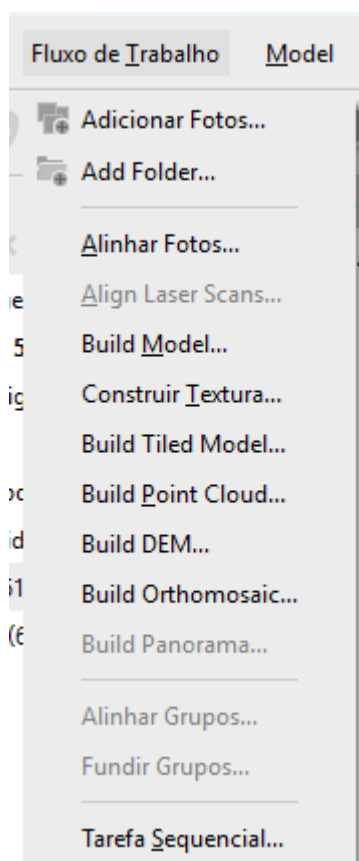 Fluxo de Trabalho Model
Adicionar Fotos...
Add Folder...
Alinhar Fotos...
Align Laser Scans...
Build Model...
Construir Textura...
Build Tiled Model...
Build Point Cloud...
Build DEM...
Build Orthomosaic...
Build Panorama...
Alinhar Grupos...
Fundir Grupos...
Tarefa Sequencial...